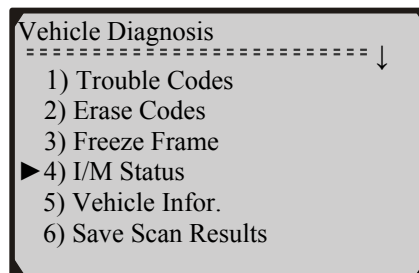 Vehicle Diagnosis
========================= ↓
1) Trouble Codes
2) Erase Codes
3) Freeze Frame
►4) I/M Status
5) Vehicle Infor.
6) Save Scan Results